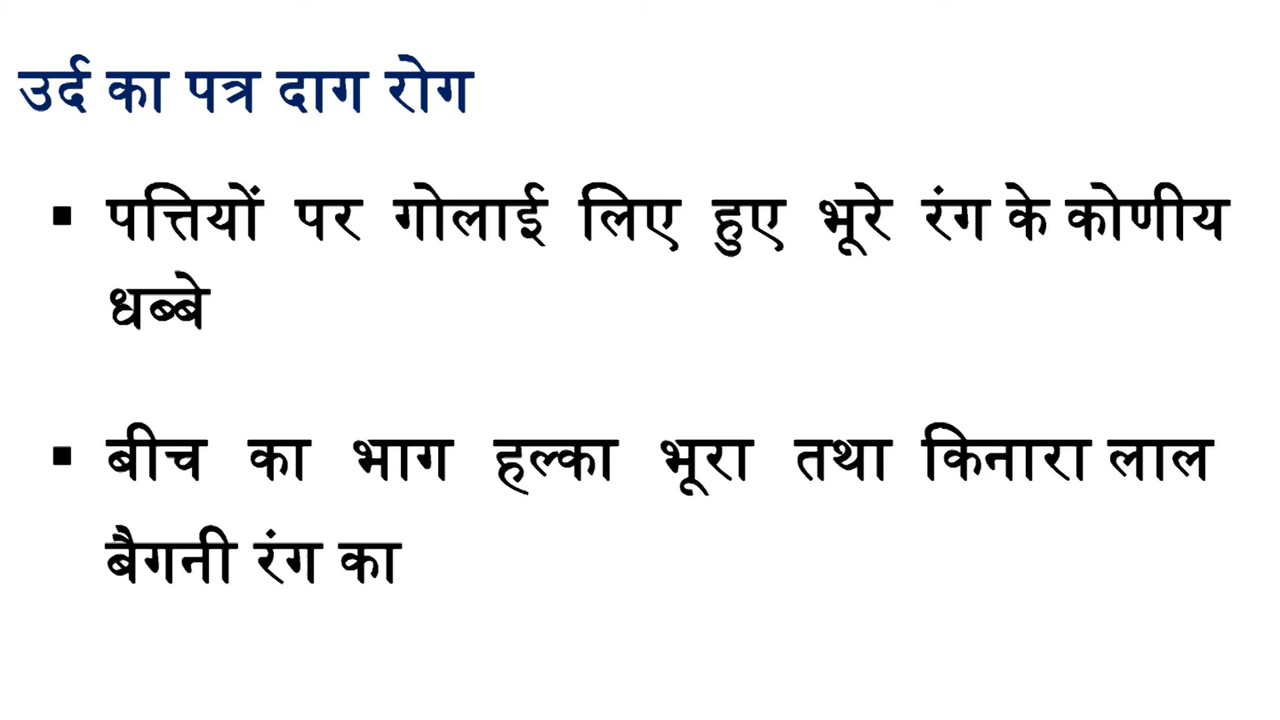 उर्द का पत्र दाग रोग
▪ पत्तियों पर गोलाई लिए हुए भूरे रंग के कोणीय
धब्बे
▪ बीच का भाग हल्का भूरा तथा किनारा लाल
बैगनी रंग का